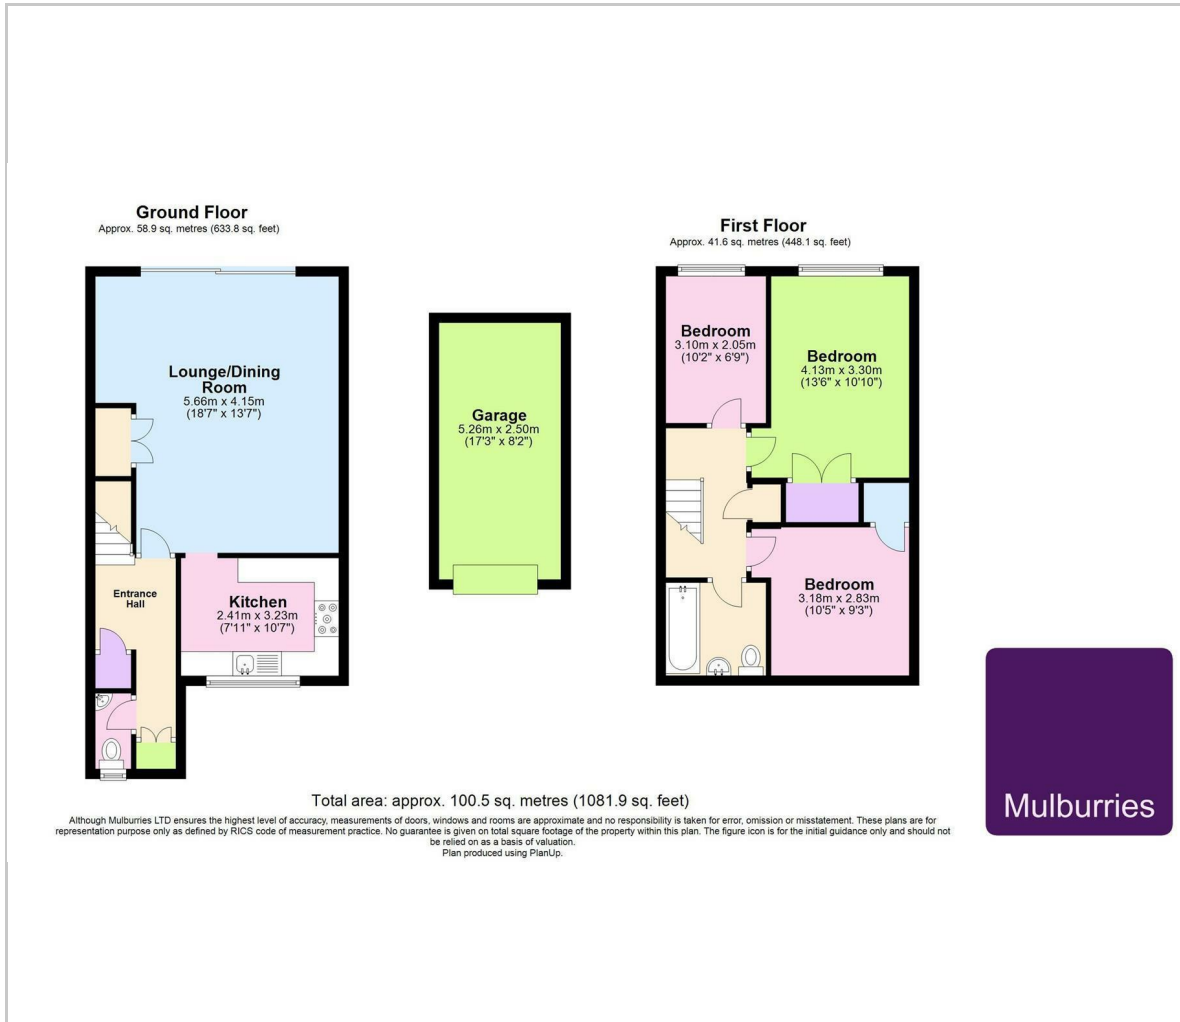 Ground Floor
Approx. 58.9 sq. metres (633.8 sq. feet)
Lounge/Dining
Room
5.66m x 4.15m
(18'7" x 13'7")
Entrance
Hall
Kitchen
2.41m x 3.23m
(7'11" x 10'7")
Garage
5.26m x 2.50m
(17'3" x 8'2")
First Floor
Approx. 41.6 sq. metres (448.1 sq. feet)
Bedroom
3.10m x 2.05m
(10'2" x 6'9")
Bedroom
4.13m x 3.30m
(13'6" x 10'10")
Bedroom
3.18m x 2.83m
(10'5" x 9'3")
Mulburries
Total area: approx. 100.5 sq. metres (1081.9 sq. feet)
Although Mulburries LTD ensures the highest level of accuracy, measurements of doors, windows and rooms are approximate and no responsibility is taken for error, omission or misstatement. These plans are for
representation purpose only as defined by RICS code of measurement practice. No guarantee is given on total square footage of the property within this plan. The figure icon is for the initial guidance only and should not
be relied on as a basis of valuation.
Plan produced using PlanUp.